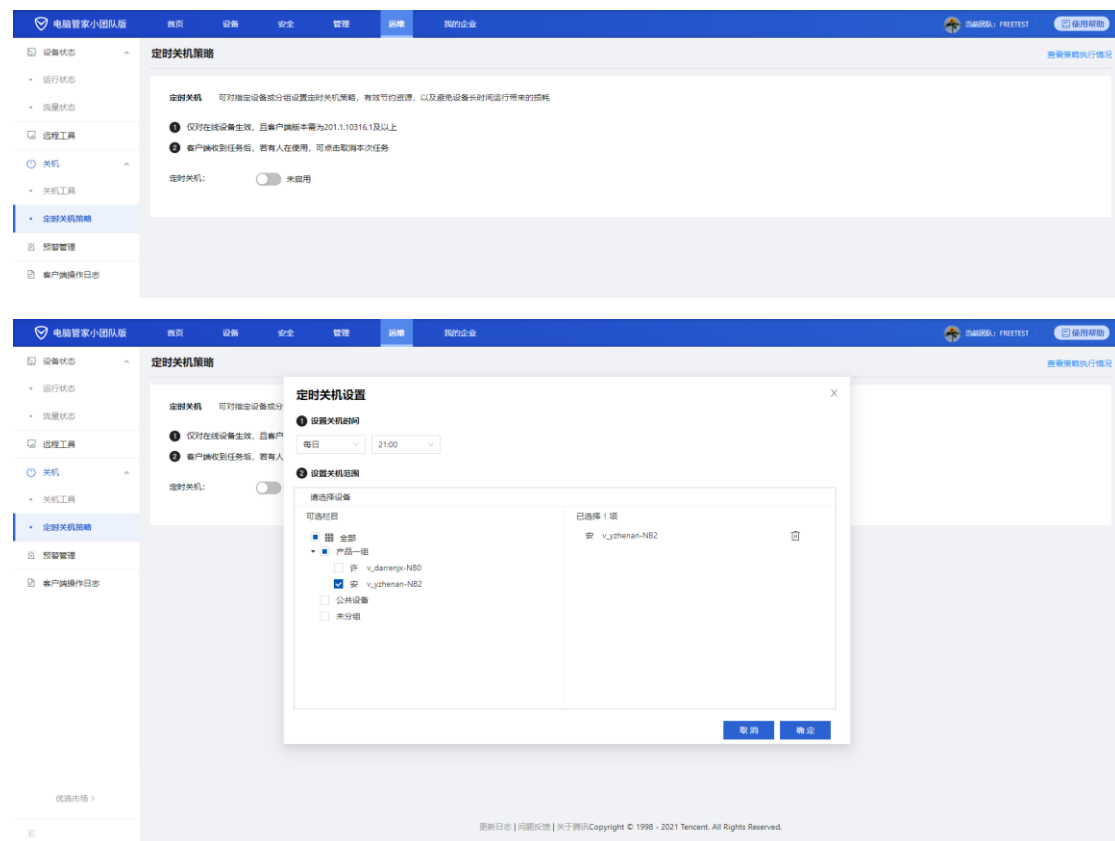 电脑管家小团队版 首页 设备 安全 管理 运维 我的企业 当前团队: FREETEST 使用帮助
设备状态
定时关机策略 查看策略执行情况
运行状态
定时关机 可对指定设备或分组设置定时关机策略,有效节约资源,以及避免设备长时间运行带来的损耗
流量状态
① 仅对在线设备生效,且客户端版本需为201.1.10316.1及以上
远程工具
② 客户端收到任务后,若有人在使用,可点击取消本次任务
关机
定时关机: 未启用
关机工具
定时关机策略
预警管理
客户端操作日志
电脑管家小团队版 首页 设备 安全 管理 运维 我的企业 当前团队: FREETEST 使用帮助
设备状态
定时关机策略 查看策略执行情况
运行状态
流量状态
远程工具
关机
关机工具
定时关机策略
预警管理
客户端操作日志
定时关机 可对指定设备或分
① 仅对在线设备生效,且客户
② 客户端收到任务后,若有人
定时关机:
定时关机设置
① 设置关机时间
每日 21:00
② 设置关机范围
请选择设备
可选栏目
全部
产品一组
许 v_darrenjx-NB0
安 v_yzhenan-NB2
公共设备
未分组
已选择 1 项
安 v_yzhenan-NB2
取消 确定
优选市场 >
更新日志 | 问题反馈 | 关于腾讯Copyright © 1998 - 2021 Tencent. All Rights Reserved.